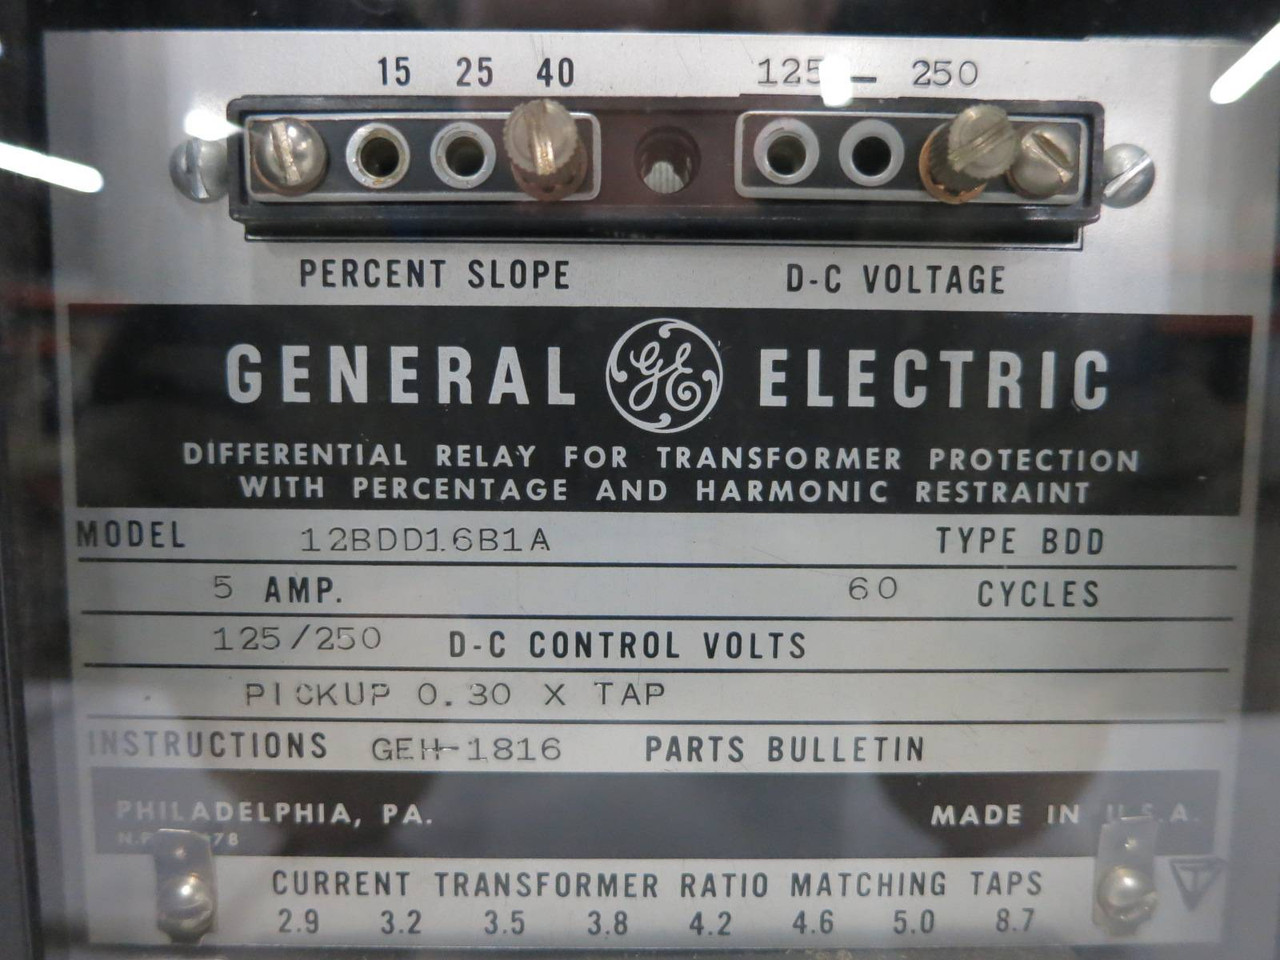 15 25 40 125 — 250
PERCENT SLOPE D-C VOLTAGE
GENERAL GE ELECTRIC
DIFFERENTIAL RELAY FOR TRANSFORMER PROTECTION
WITH PERCENTAGE AND HARMONIC RESTRAINT
MODEL 12BDD16B1A TYPE BDD
5 AMP. 60 CYCLES
125/250 D-C CONTROL VOLTS
PICKUP 0.30 X TAP
INSTRUCTIONS GEH-1816 PARTS BULLETIN
PHILADELPHIA, PA. MADE IN U.S.A.
CURRENT TRANSFORMER RATIO MATCHING TAPS
2.9 3.2 3.5 3.8 4.2 4.6 5.0 8.7